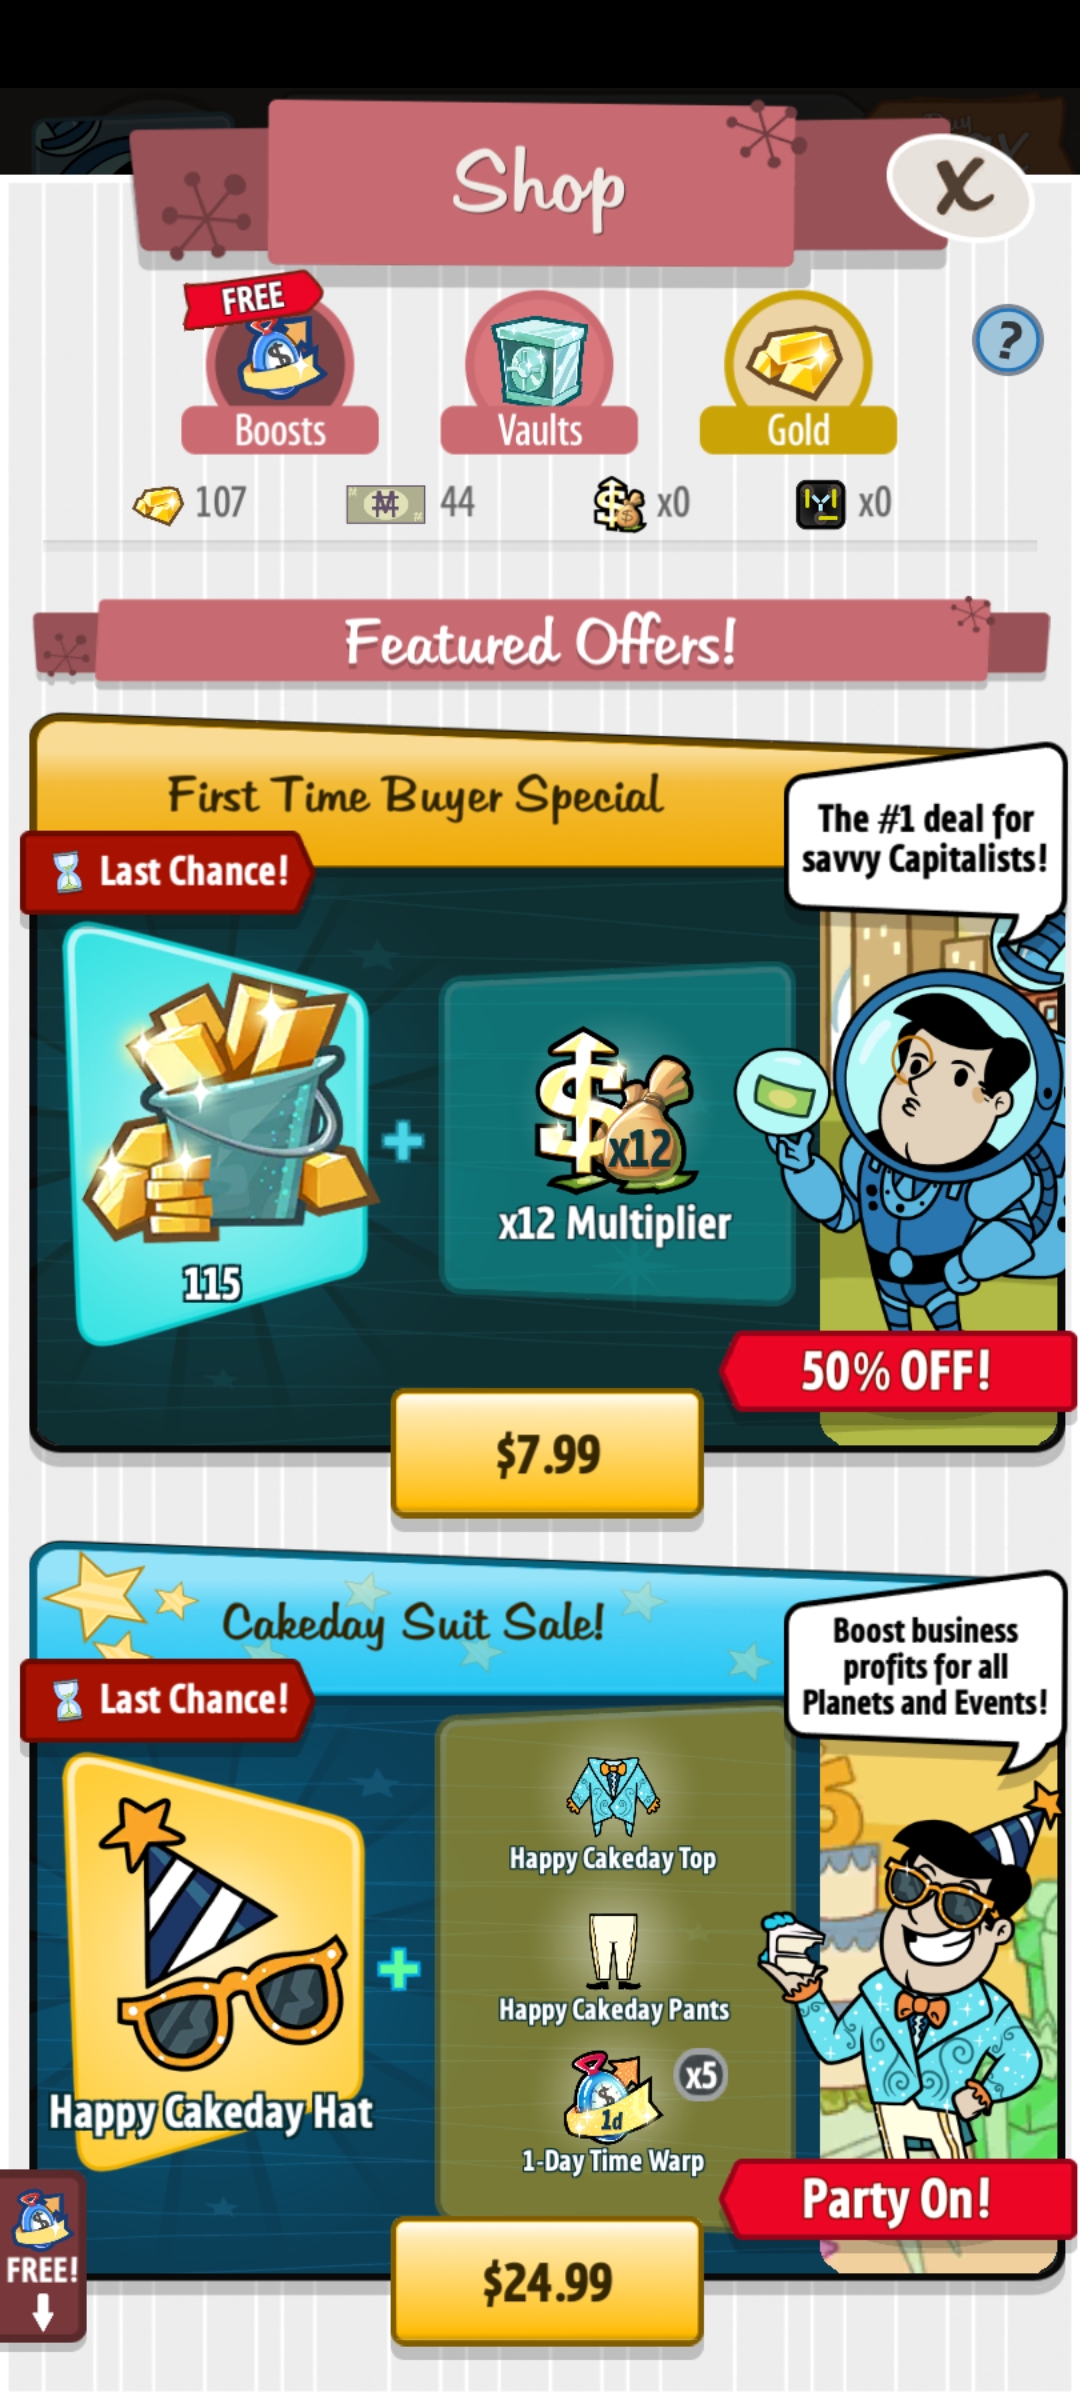 Buy
Shop
X
FREE
?
Boosts
Vaults
Gold
107
44
x0
x0
Featured Offers!
First Time Buyer Special
The #1 deal for
savvy Capitalists!
Last Chance!
x12
x12 Multiplier
115
50% OFF!
$7.99
Cakeday Suit Sale!
Boost business
profits for all
Planets and Events!
Last Chance!
Happy Cakeday Top
Happy Cakeday Pants
x5
1d
Happy Cakeday Hat
1-Day Time Warp
Party On!
FREE!
$24.99